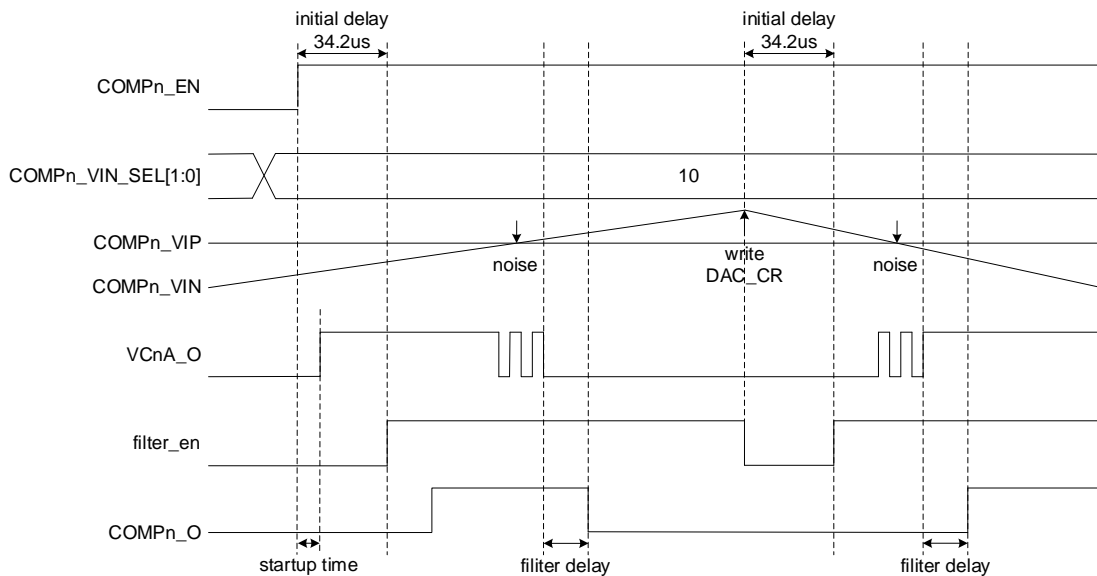 initial delay
34.2us
initial delay
34.2us
COMPn_EN
COMPn_VIN_SEL[1:0]
10
COMPn_VIP
noise
write
DAC_CR
noise
COMPn_VIN
VCnA_O
filter_en
COMPn_O
startup time
filiter delay
filiter delay